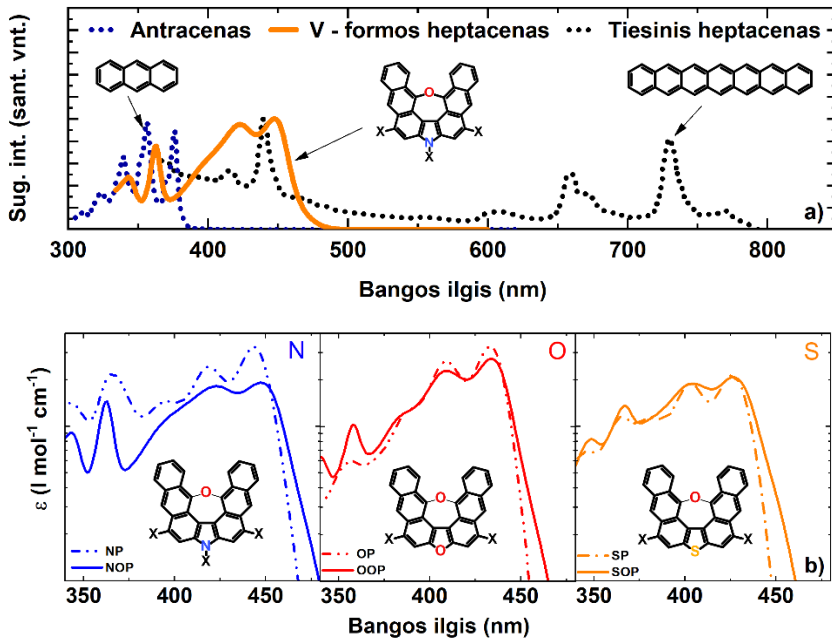 Antracenas V - formos heptacenas Tiesinis heptacenas
Sug. int. (sant. vnt.)
O
X X
N
X
300 400 500 600 700 800
a)
Bangos ilgis (nm)
N O S
ε (l mol⁻¹ cm⁻¹)
O O O
X X X X X X
N O S
X
NP OP SP
NOP OOP SOP
b)
350 400 450 350 400 450 350 400 450
Bangos ilgis (nm)